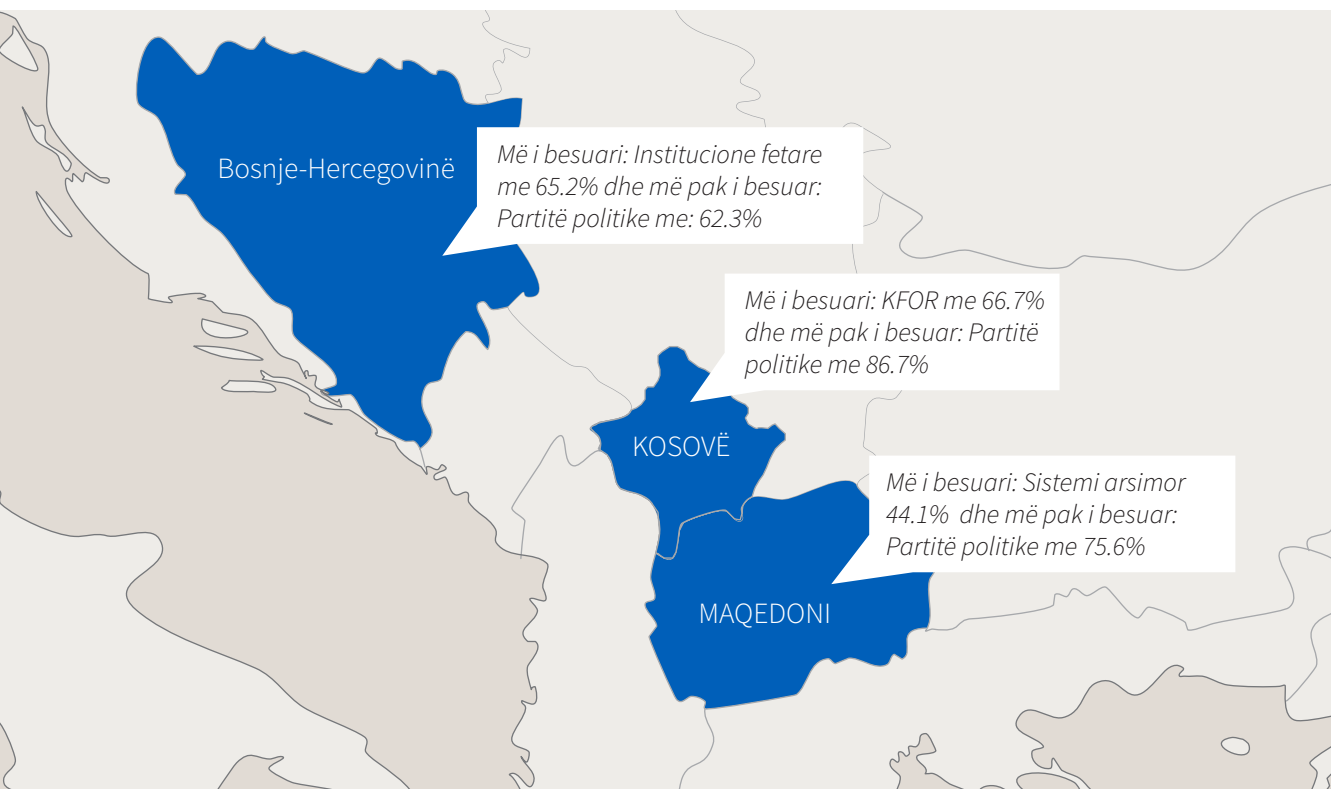 Bosnje-Hercegovinë
Më i besuari: Institucione fetare
me 65.2% dhe më pak i besuar:
Partitë politike me: 62.3%
Më i besuari: KFOR me 66.7%
dhe më pak i besuar: Partitë
politike me 86.7%
KOSOVË
Më i besuari: Sistemi arsimor
44.1% dhe më pak i besuar:
Partitë politike me 75.6%
MAQEDONI